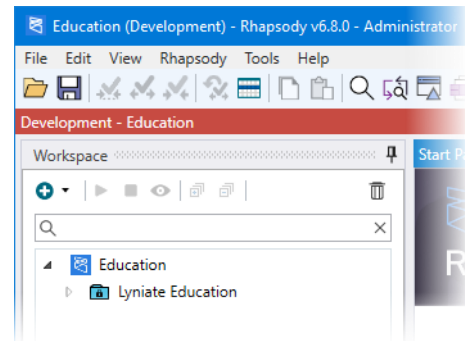 Education (Development) - Rhapsody v6.8.0 - Administrator
File Edit View Rhapsody Tools Help
Development - Education
Workspace
Start
R
Education
Lyniate Education